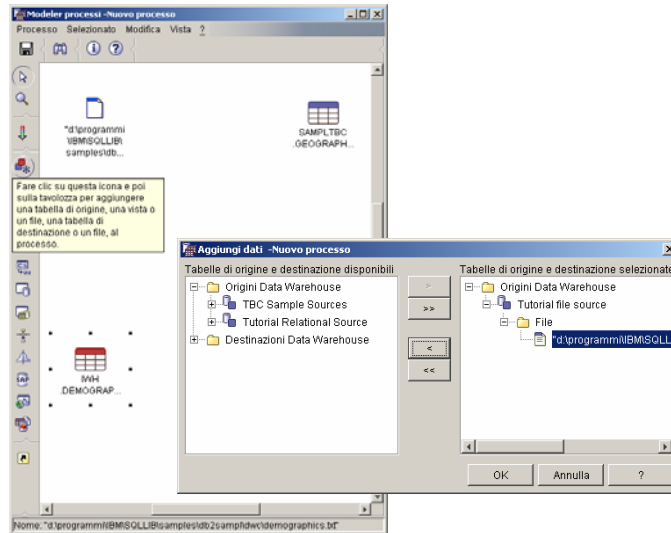 Modeler processi -Nuovo processo
Processo Selezionato Modifica Vista ?
"d:\programmi
\IBM\SQLLIB\
samples\db...
SAMPLTBC
.GEOGRAPH...
Fare clic su questa icona e poi
sulla tavolozza per aggiungere
una tabella di origine, una vista o
un file, una tabella di
destinazione o un file, al
processo.
IWH
.DEMOGRAP...
Nome: "d:\programmi\IBM\SQLLIB\samples\db2sampl\dwc\demographics.txt"
Aggiungi dati -Nuovo processo
Tabelle di origine e destinazione disponibili
Origini Data Warehouse
TBC Sample Sources
Tutorial Relational Source
Destinazioni Data Warehouse
>
>>
<
<<
Tabelle di origine e destinazione selezionate
Origini Data Warehouse
Tutorial file source
File
"d:\programmi\IBM\SQLL
OK
Annulla
?